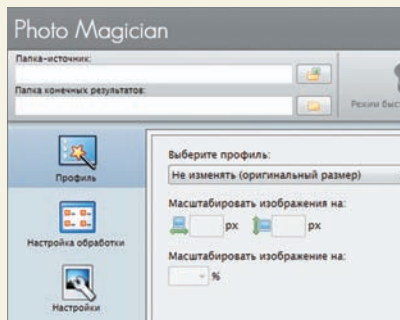 Photo Magician
Папка-источник:
Папка конечных результатов:
Режим быст
Профиль
Выберите профиль:
Не изменять (оригинальный размер)
Масштабировать изображения на:
px px
Настройка обработки
Масштабировать изображение на:
%
Настройки